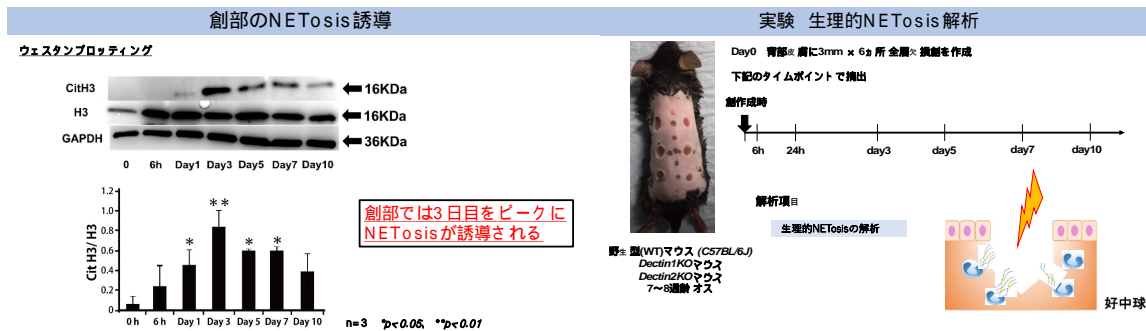 創部のNETosis誘導
ウェスタンブロッティング
CitH3
16KDa
H3
16KDa
GAPDH
36KDa
0 6h Day1 Day3 Day5 Day7 Day10
Cit H3/ H3
1.2
1.0
0.8
0.6
0.4
0.2
0
* ** * *
0 h 6 h Day 1 Day 3 Day 5 Day 7 Day 10
創部では3日目をピークに
NETosisが誘導される
n=3 *p<0.05, **p<0.01
実験 生理的NETosis解析
Day0 背部皮膚に3mm × 6ヵ所 全層欠損創を作成
下記のタイムポイントで摘出
創作成時
6h 24h day3 day5 day7 day10
解析項目
生理的NETosisの解析
野生型(WT)マウス (C57BL/6J)
Dectin1KOマウス
Dectin2KOマウス
7〜8週齢 オス
好中球